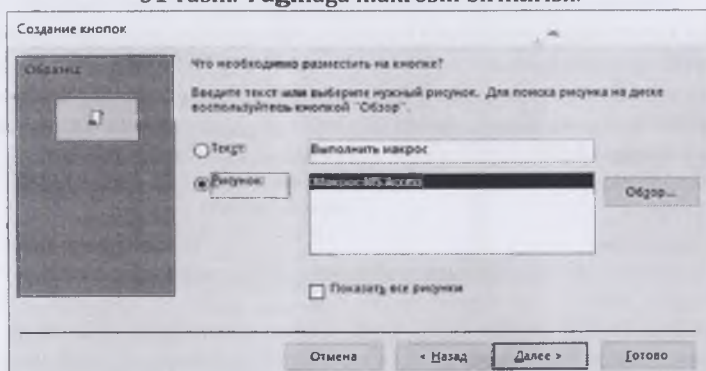 Создание кнопок
Образец:
Что необходимо разместить на кнопке?
Введите текст или выберите нужный рисунок. Для поиска рисунка на диске
воспользуйтесь кнопкой "Обзор".
Текст:
Выполнить макрос
Рисунок:
Макрос MS Access
Обзор...
Показать все рисунки
Отмена
< Назад
Далее >
Готово